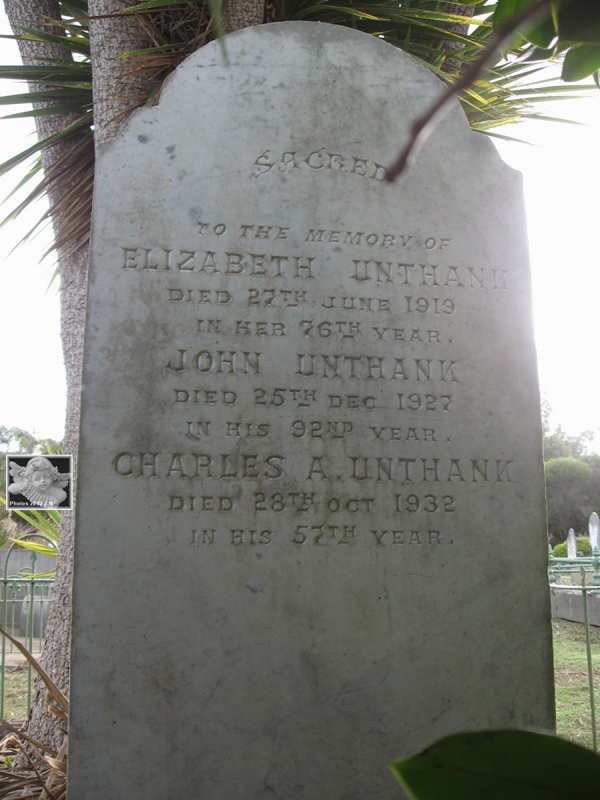 SACRED
TO THE MEMORY OF
ELIZABETH UNTHANK
DIED 27TH JUNE 1919
IN HER 76TH YEAR.
JOHN UNTHANK
DIED 25TH DEC 1927
IN HIS 92ND YEAR.
CHARLES A. UNTHANK
DIED 28TH OCT 1932
IN HIS 57TH YEAR.